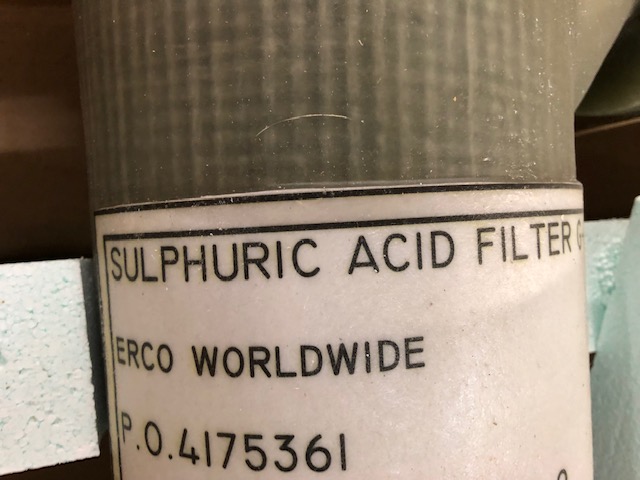 SULPHURIC ACID FILTER
ERCO WORLDWIDE
P.O.4175361